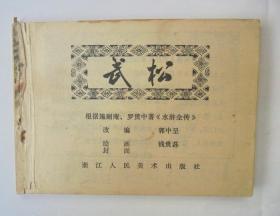 武松
根据施耐庵、罗贯中著《水浒全传》
改编 郭中呈
绘画 钱贵荪
封面
浙江人民美术出版社